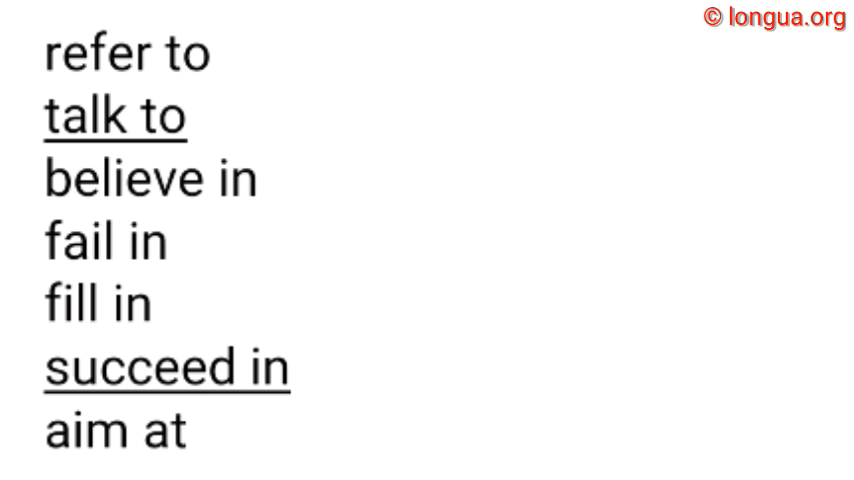 © longua.org
refer to
talk to
believe in
fail in
fill in
succeed in
aim at